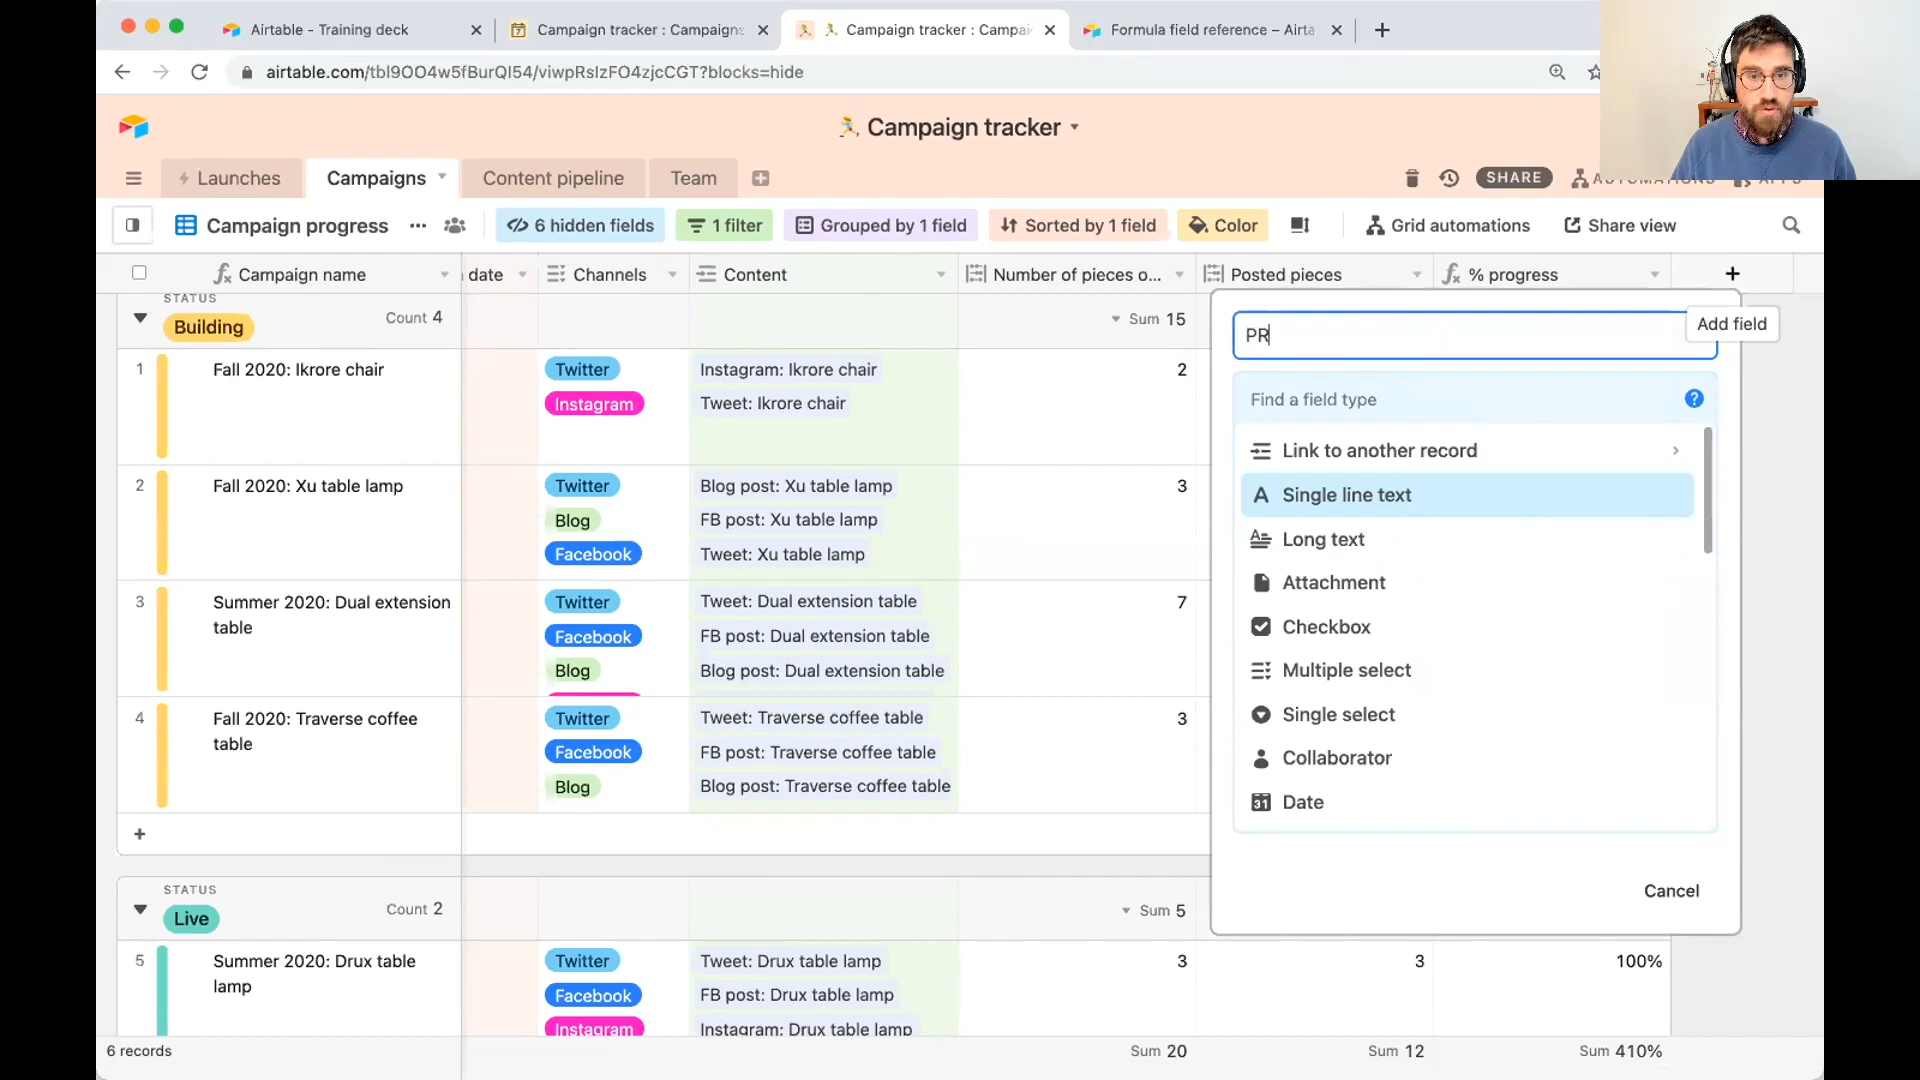 Airtable - Training deck
Campaign tracker : Campaigns
Campaign tracker : Campai
Formula field reference – Airta
airtable.com/tbl9OO4w5fBurQI54/viwpRsIzFO4zjcCGT?blocks=hide
Campaign tracker
Launches
Campaigns
Content pipeline
Team
SHARE
AUTOMATIONS
APPS
Campaign progress
6 hidden fields
1 filter
Grouped by 1 field
Sorted by 1 field
Color
Grid automations
Share view
Campaign name
date
Channels
Content
Number of pieces o...
Posted pieces
% progress
Add field
STATUS
Building
Count 4
Sum 15
PR
Find a field type
Link to another record
Single line text
Long text
Attachment
Checkbox
Multiple select
Single select
Collaborator
Date
Cancel
1
Fall 2020: Ikrore chair
Twitter
Instagram
Instagram: Ikrore chair
Tweet: Ikrore chair
2
2
Fall 2020: Xu table lamp
Twitter
Blog
Facebook
Blog post: Xu table lamp
FB post: Xu table lamp
Tweet: Xu table lamp
3
3
Summer 2020: Dual extension
table
Twitter
Facebook
Blog
Tweet: Dual extension table
FB post: Dual extension table
Blog post: Dual extension table
7
4
Fall 2020: Traverse coffee
table
Twitter
Facebook
Blog
Tweet: Traverse coffee table
FB post: Traverse coffee table
Blog post: Traverse coffee table
3
STATUS
Live
Count 2
Sum 5
5
Summer 2020: Drux table
lamp
Twitter
Facebook
Instagram
Tweet: Drux table lamp
FB post: Drux table lamp
Instagram: Drux table lamp
3
3
100%
6 records
Sum 20
Sum 12
Sum 410%